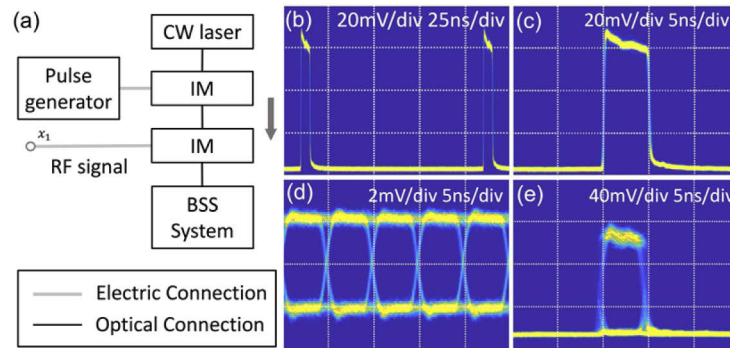 (a)
CW laser
Pulse
generator
IM
x₁
RF signal
IM
BSS
System
Electric Connection
Optical Connection
(b) 20mV/div 25ns/div
(c) 20mV/div 5ns/div
(d) 2mV/div 5ns/div
(e) 40mV/div 5ns/div